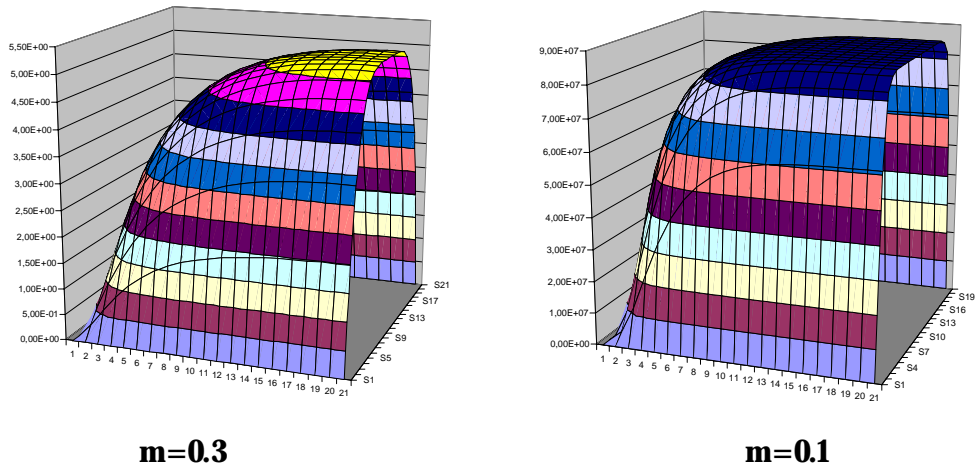 5,50E+00
5,00E+00
4,50E+00
4,00E+00
3,50E+00
3,00E+00
2,50E+00
2,00E+00
1,50E+00
1,00E+00
5,00E-01
0,00E+00
1 2 3 4 5 6 7 8 9 10 11 12 13 14 15 16 17 18 19 20 21
S1
S5
S9
S13
S17
S21
m=0.3
9,00E+07
8,00E+07
7,00E+07
6,00E+07
5,00E+07
4,00E+07
3,00E+07
2,00E+07
1,00E+07
0,00E+00
1 2 3 4 5 6 7 8 9 10 11 12 13 14 15 16 17 18 19 20 21
S1
S4
S7
S10
S13
S16
S19
m=0.1